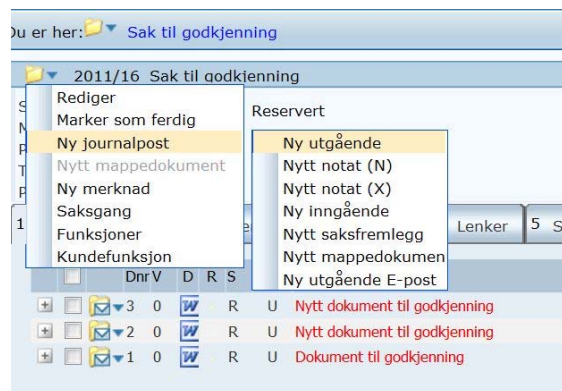 Du er her: Sak til godkjenning
2011/16 Sak til godkjenning
Rediger
Marker som ferdig
Ny journalpost
Nytt mappedokument
Ny merknad
Saksgang
Funksjoner
Kundefunksjon
Reservert
Ny utgående
Nytt notat (N)
Nytt notat (X)
Ny inngående
Nytt saksfremlegg
Nytt mappedokumen
Ny utgående E-post
1
Lenker
5 S
Dnr V D R S
3 0 W R U Nytt dokument til godkjenning
2 0 W R U Nytt dokument til godkjenning
1 0 W R U Dokument til godkjenning